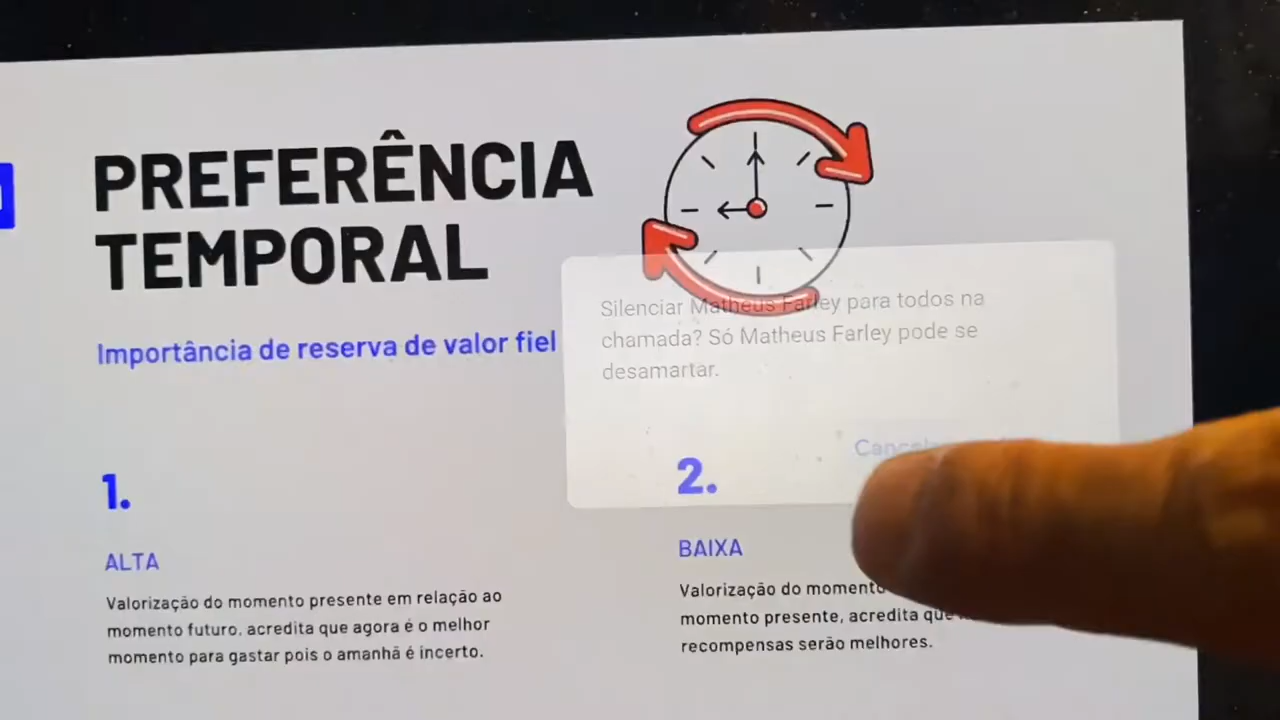 PREFERÊNCIA
TEMPORAL
Importância de reserva de valor fiel
Silenciar Matheus Farley para todos na
chamada? Só Matheus Farley pode se
desamartar.
1.
ALTA
Valorização do momento presente em relação ao
momento futuro, acredita que agora é o melhor
momento para gastar pois o amanhã é incerto.
2.
BAIXA
Valorização do momento
momento presente, acredita que
recompensas serão melhores.